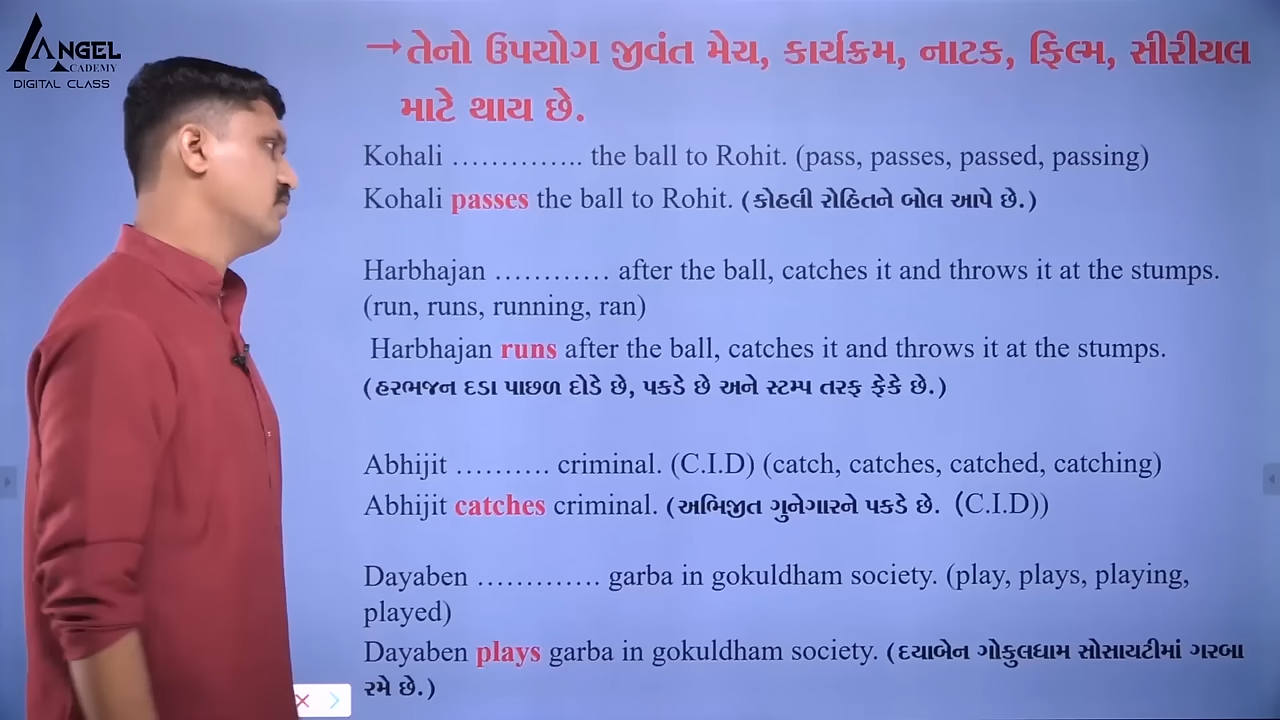 ANGEL
ACADEMY
DIGITAL CLASS
→તેનો ઉપયોગ જીવંત મેચ, કાર્યક્રમ, નાટક, ફિલ્મ, સીરીયલ
માટે થાય છે.
Kohali ………….. the ball to Rohit. (pass, passes, passed, passing)
Kohali passes the ball to Rohit. (કોહલી રોહિતને બોલ આપે છે.)
Harbhajan ………… after the ball, catches it and throws it at the stumps.
(run, runs, running, ran)
Harbhajan runs after the ball, catches it and throws it at the stumps.
(હરભજન દડા પાછળ દોડે છે, પકડે છે અને સ્ટમ્પ તરફ ફેકે છે.)
Abhijit ………. criminal. (C.I.D) (catch, catches, catched, catching)
Abhijit catches criminal. (અભિજીત ગુનેગારને પકડે છે. (C.I.D))
Dayaben …………. garba in gokuldham society. (play, plays, playing,
played)
Dayaben plays garba in gokuldham society. (દયાબેન ગોકુલધામ સોસાયટીમાં ગરબા
રમે છે.)